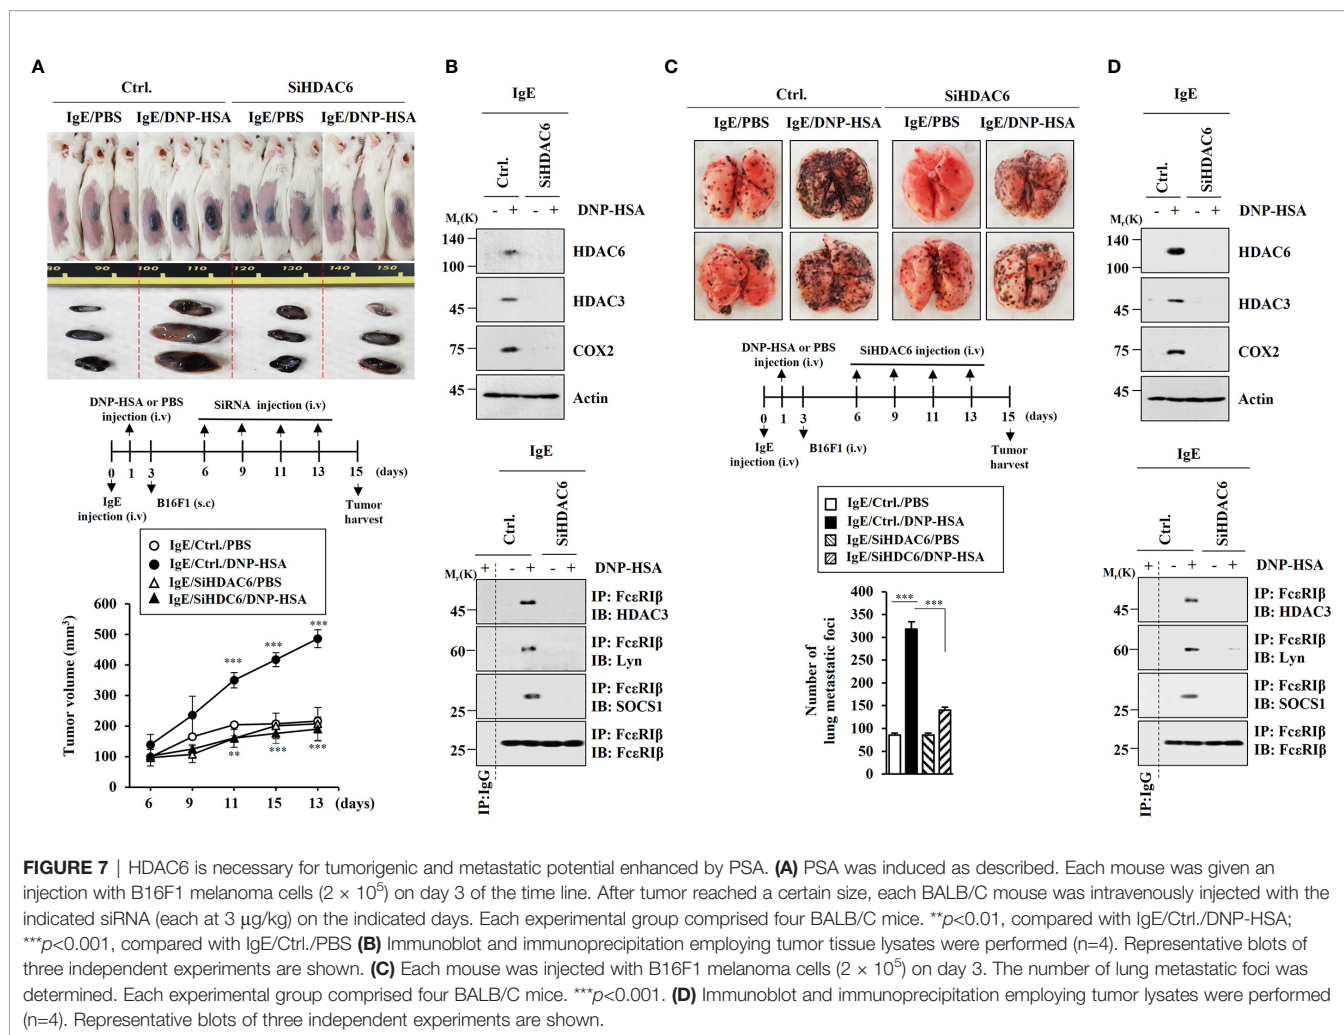 A
Ctrl.
SiHDAC6
IgE/PBS
IgE/DNP-HSA
IgE/PBS
IgE/DNP-HSA
80 90 100 110 120 130 140 150
DNP-HSA or PBS
injection (i.v)
SiRNA injection (i.v)
0 1 3 6 9 11 13 15 (days)
IgE
injection (i.v)
B16F1 (s.c)
Tumor
harvest
IgE/Ctrl./PBS
IgE/Ctrl./DNP-HSA
IgE/SiHDAC6/PBS
IgE/SiHDC6/DNP-HSA
Tumor volume (mm³)
600
500
400
300
200
100
0
*** *** ***
** *** ***
6 9 11 15 13 (days)
B
IgE
Ctrl.
SiHDAC6
- + - + DNP-HSA
Mr(K)
140
100
HDAC6
45
HDAC3
75
COX2
45
Actin
IgE
Ctrl.
SiHDAC6
+ - + - + DNP-HSA
Mr(K)
45
IP: FcεRIβ
IB: HDAC3
60
IP: FcεRIβ
IB: Lyn
25
IP: FcεRIβ
IB: SOCS1
25
IP: FcεRIβ
IB: FcεRIβ
IP:IgG
C
Ctrl.
SiHDAC6
IgE/PBS
IgE/DNP-HSA
IgE/PBS
IgE/DNP-HSA
DNP-HSA or PBS
injection (i.v)
SiHDAC6 injection (i.v)
0 1 3 6 9 11 13 15 (days)
IgE
injection (i.v)
B16F1 (i.v)
Tumor
harvest
IgE/Ctrl./PBS
IgE/Ctrl./DNP-HSA
IgE/SiHDAC6/PBS
IgE/SiHDC6/DNP-HSA
Number of
lung metastatic foci
400
350
300
250
200
150
100
50
0
*** ***
D
IgE
Ctrl.
SiHDAC6
- + - + DNP-HSA
Mr(K)
140
100
HDAC6
45
HDAC3
75
COX2
45
Actin
IgE
Ctrl.
SiHDAC6
+ - + - + DNP-HSA
Mr(K)
45
IP: FcεRIβ
IB: HDAC3
60
IP: FcεRIβ
IB: Lyn
25
IP: FcεRIβ
IB: SOCS1
25
IP: FcεRIβ
IB: FcεRIβ
IP:IgG
FIGURE 7 | HDAC6 is necessary for tumorigenic and metastatic potential enhanced by PSA. (A) PSA was induced as described. Each mouse was given an
injection with B16F1 melanoma cells (2 × 10⁵) on day 3 of the time line. After tumor reached a certain size, each BALB/C mouse was intravenously injected with the
indicated siRNA (each at 3 μg/kg) on the indicated days. Each experimental group comprised four BALB/C mice. **p<0.01, compared with IgE/Ctrl./DNP-HSA;
***p<0.001, compared with IgE/Ctrl./PBS (B) Immunoblot and immunoprecipitation employing tumor tissue lysates were performed (n=4). Representative blots of
three independent experiments are shown. (C) Each mouse was injected with B16F1 melanoma cells (2 × 10⁵) on day 3. The number of lung metastatic foci was
determined. Each experimental group comprised four BALB/C mice. ***p<0.001. (D) Immunoblot and immunoprecipitation employing tumor lysates were performed
(n=4). Representative blots of three independent experiments are shown.